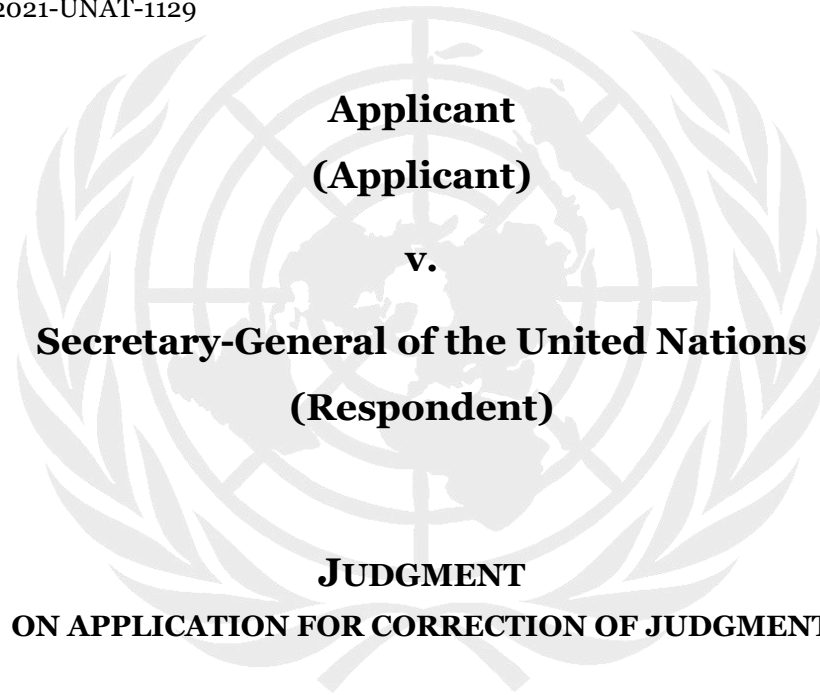 2021-UNAT-1129
Applicant
(Applicant)
v.
Secretary-General of the United Nations
(Respondent)
JUDGMENT
ON APPLICATION FOR CORRECTION OF JUDGMENT